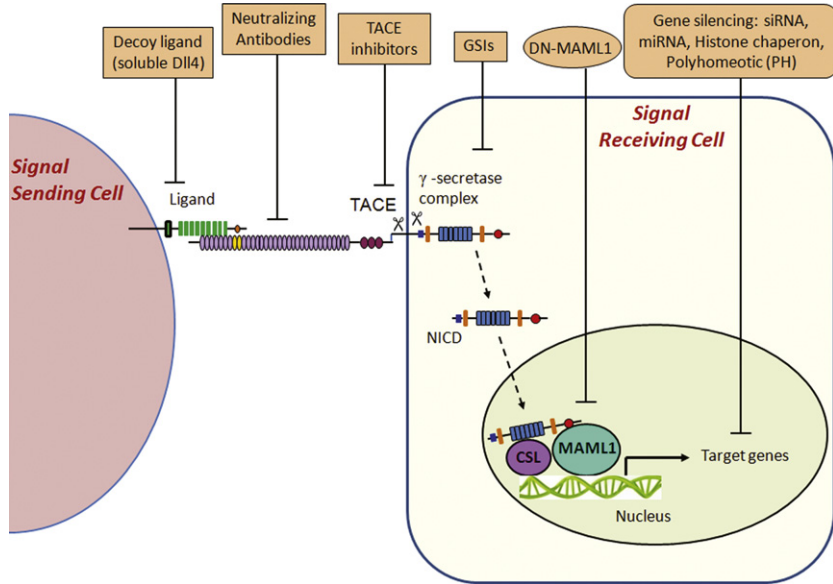 Decoy ligand
(soluble Dll4)
Neutralizing
Antibodies
TACE
inhibitors
GSIs
DN-MAML1
Gene silencing: siRNA,
miRNA, Histone chaperon,
Polyhomeotic (PH)
Signal
Sending Cell
Signal
Receiving Cell
Ligand
TACE
γ -secretase
complex
NICD
CSL
MAML1
Target genes
Nucleus